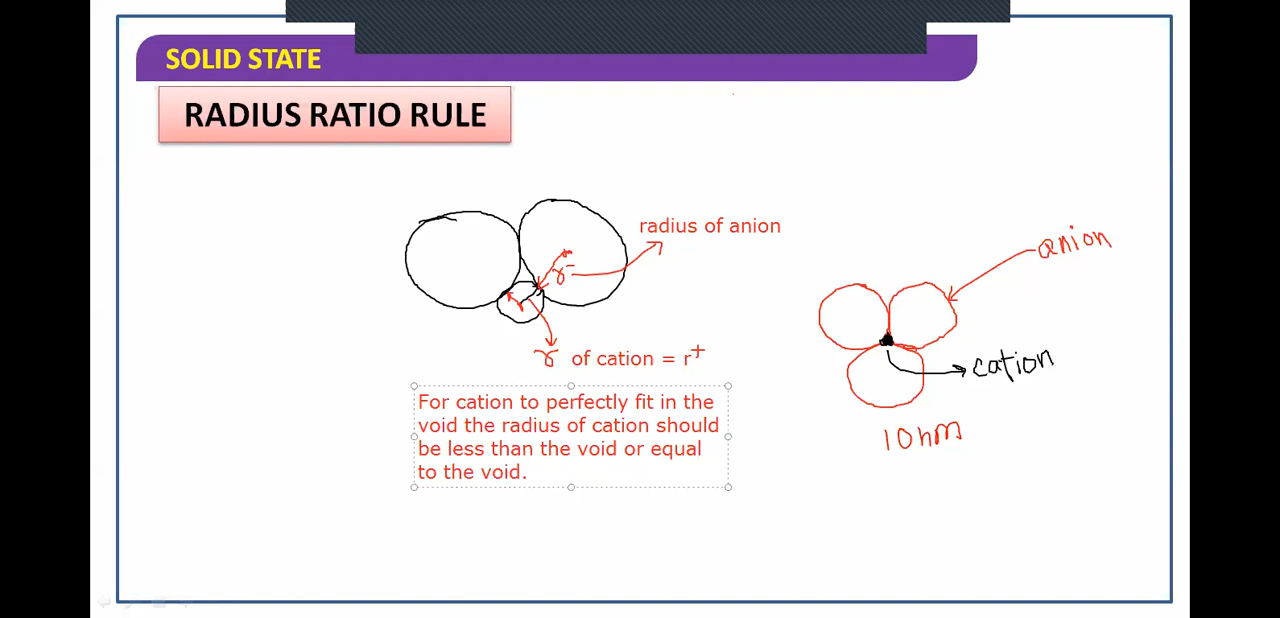 SOLID STATE
RADIUS RATIO RULE
radius of anion
r⁻
r of cation = r⁺
For cation to perfectly fit in the
void the radius of cation should
be less than the void or equal
to the void.
anion
cation
10nm